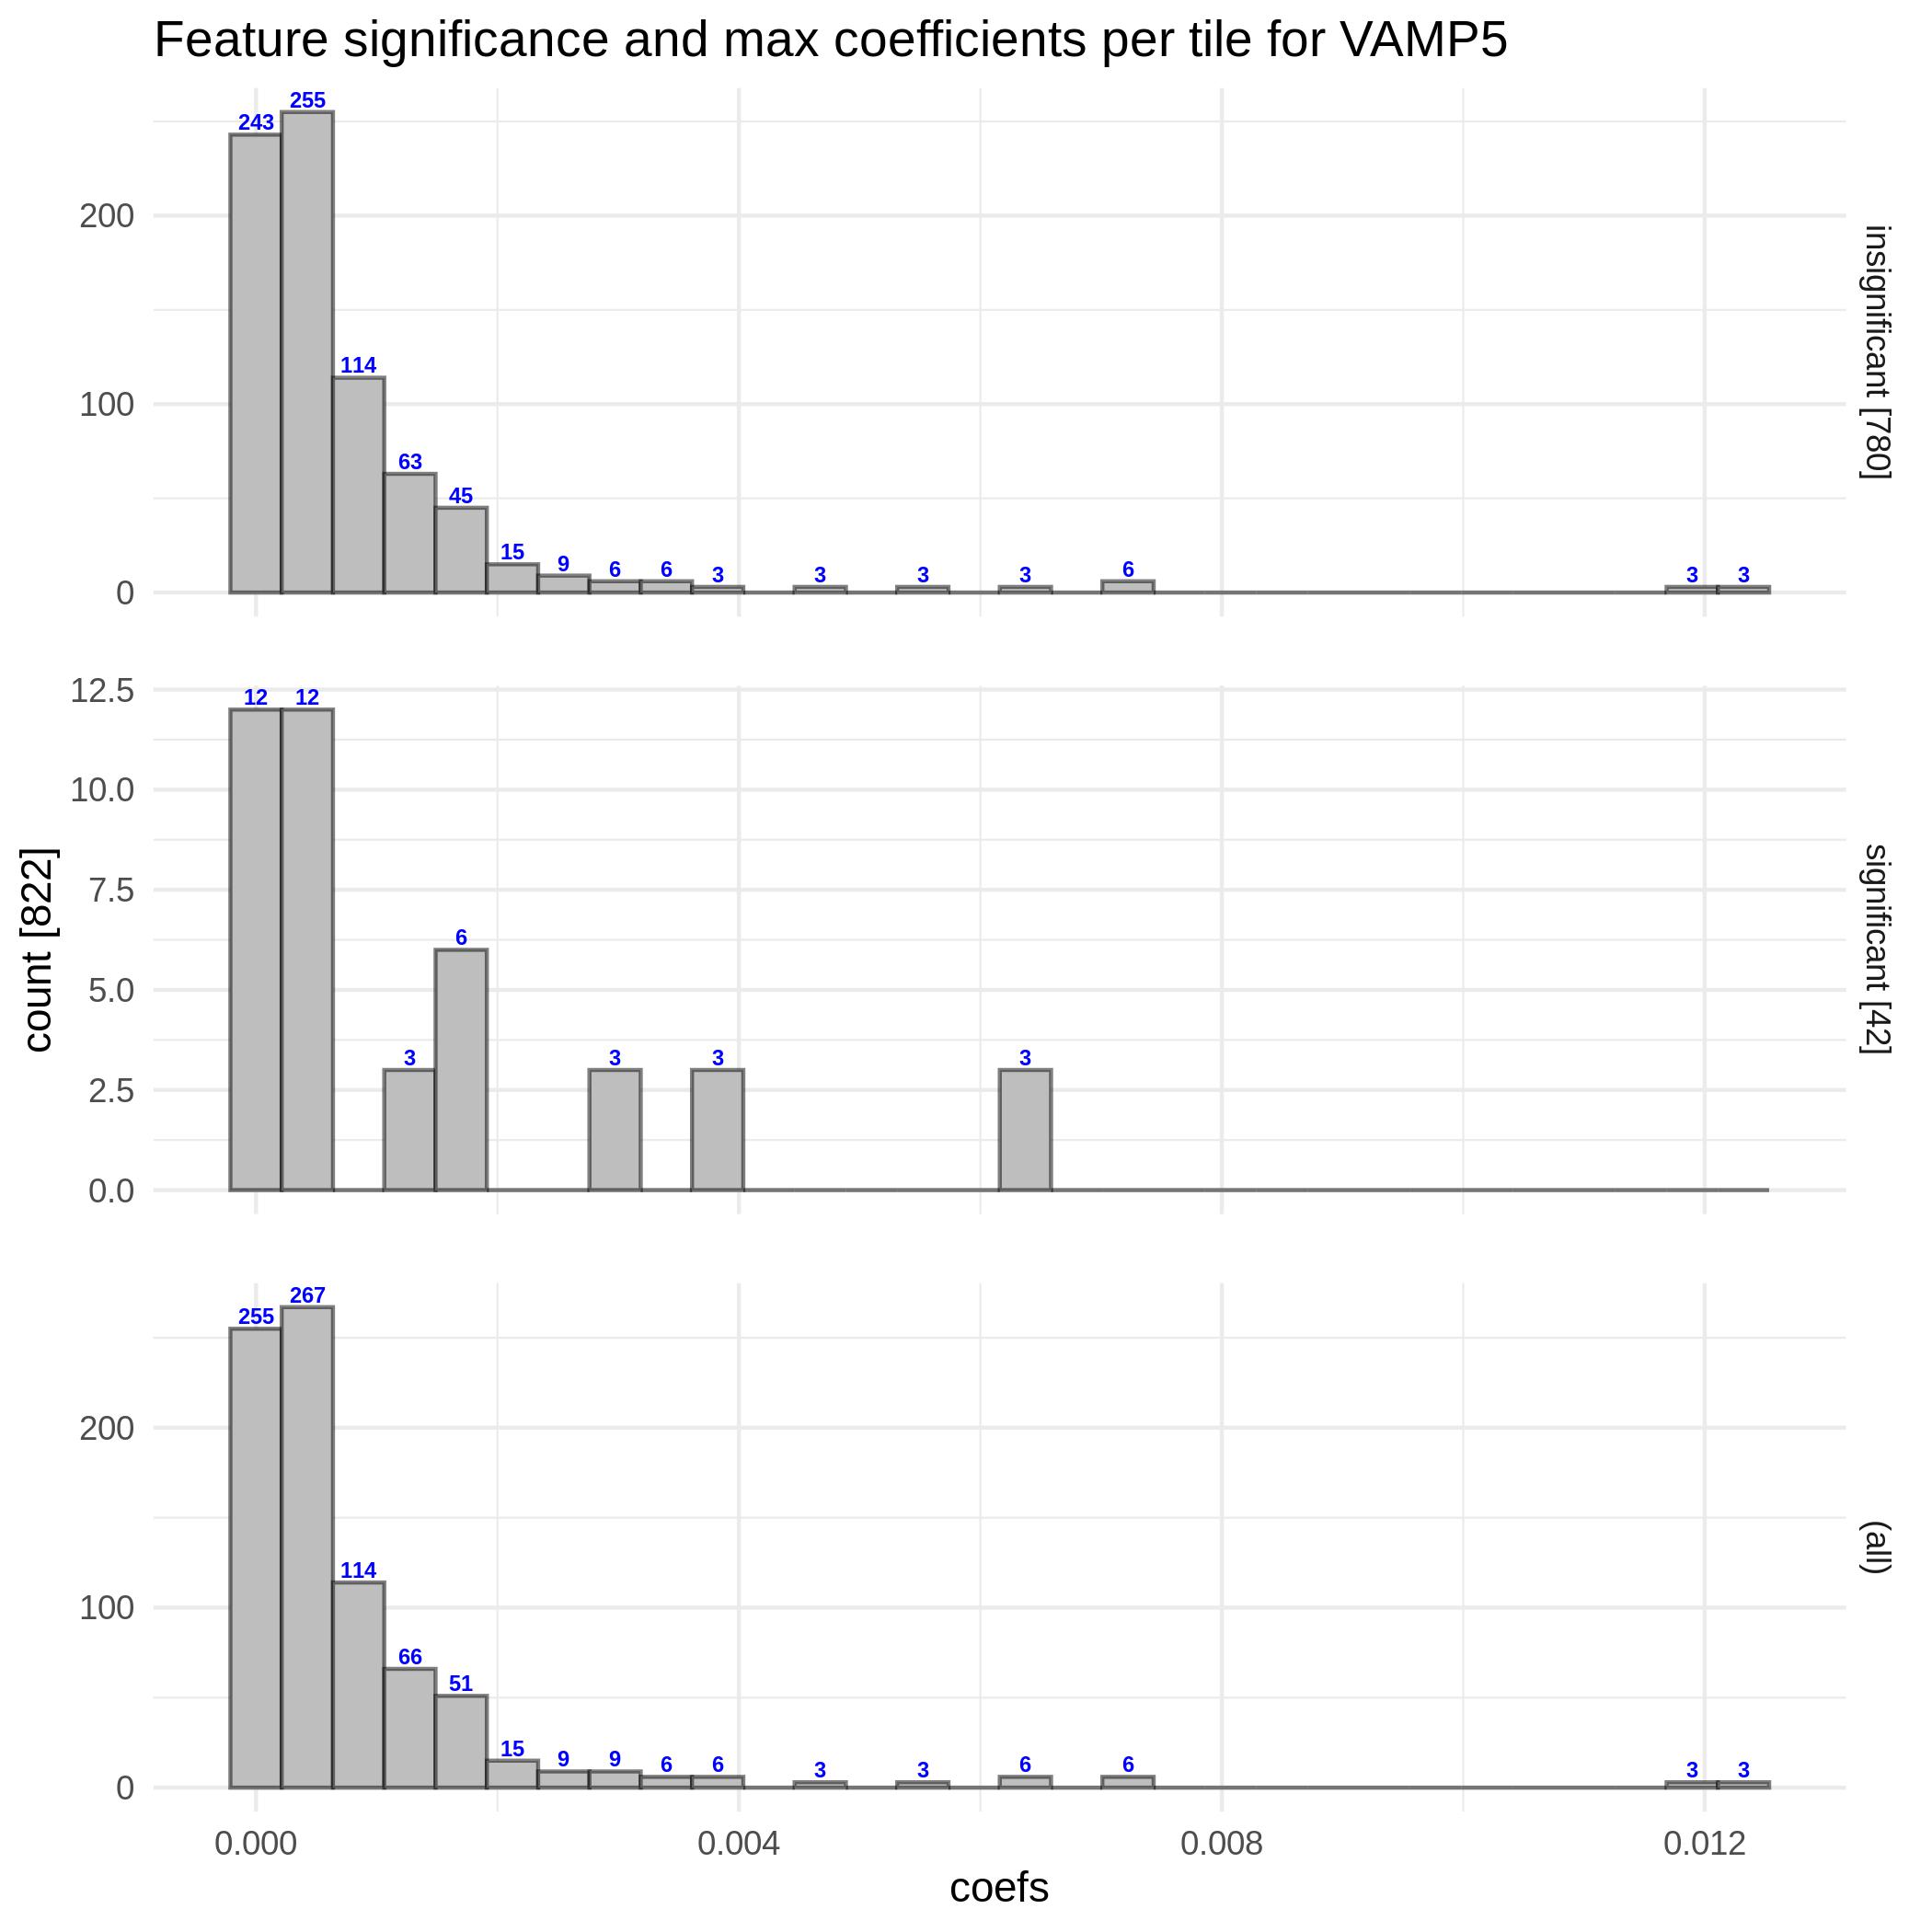 Feature significance and max coefficients per tile for VAMP5
243 255 114 63 45 15 9 6 6 3 3 3 3 6 3 3
200
100
0
insignificant [780]
12 12 3 6 3 3 3
12.5
10.0
7.5
5.0
2.5
0.0
significant [42]
count [822]
255 267 114 66 51 15 9 9 6 6 3 3 6 6 3 3
200
100
0
(all)
0.000 0.004 0.008 0.012
coefs